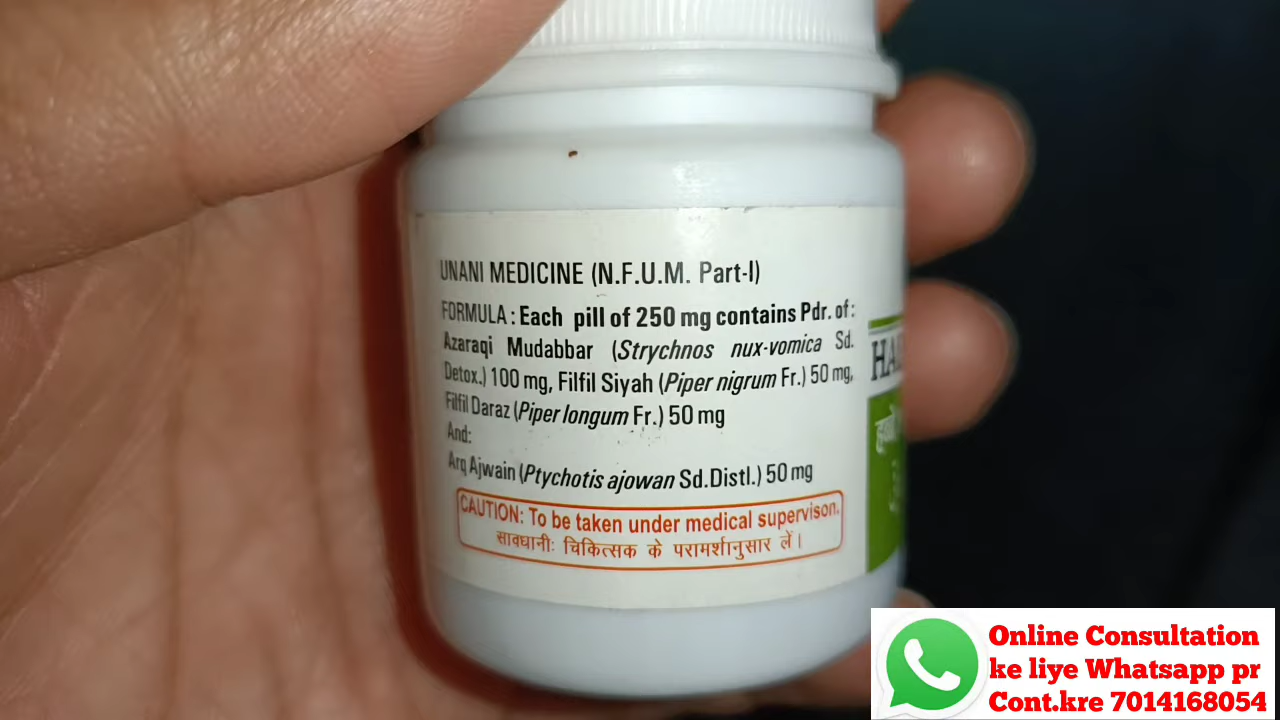 UNANI MEDICINE (N.F.U.M. Part-I)
FORMULA : Each pill of 250 mg contains Pdr. of :
Azaraqi Mudabbar (Strychnos nux-vomica Sd.
Detox.) 100 mg, Filfil Siyah (Piper nigrum Fr.) 50 mg,
Filfil Daraz (Piper longum Fr.) 50 mg
And:
Arq Ajwain (Ptychotis ajowan Sd.Distl.) 50 mg
CAUTION: To be taken under medical supervison.
सावधानीः चिकित्सक के परामर्शानुसार लें।
Online Consultation
ke liye Whatsapp pr
Cont.kre 7014168054